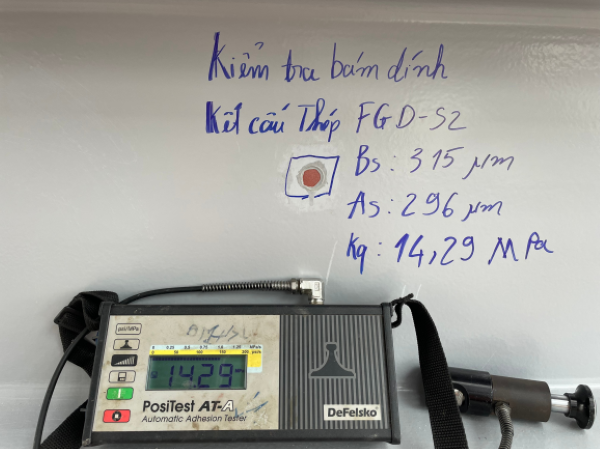 Kiểm tra bám dính
Kết cấu Thép FGD-S2
Bs: 315 µm
As: 296 µm
Kq: 14,29 MPa
14.29
PosiTest AT-A
Automatic Adhesion Tester
DeFelsko